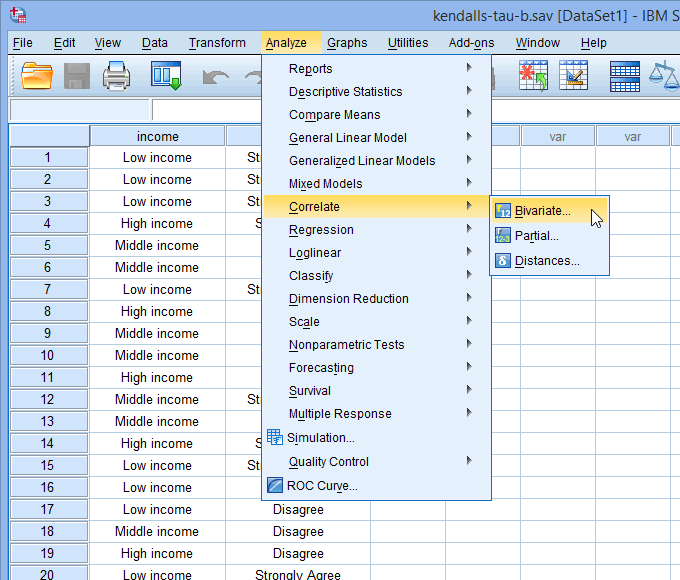 kendalls-tau-b.sav [DataSet1] - IBM S
File Edit View Data Transform Analyze Graphs Utilities Add-ons Window Help
Reports
Descriptive Statistics
Compare Means
General Linear Model
Generalized Linear Models
Mixed Models
Correlate
Regression
Loglinear
Classify
Dimension Reduction
Scale
Nonparametric Tests
Forecasting
Survival
Multiple Response
Simulation...
Quality Control
ROC Curve...
Bivariate...
Partial...
Distances...
income var var
1 Low income Str
2 Low income Str
3 Low income Str
4 High income S
5 Middle income
6 Middle income
7 Low income Str
8 High income
9 Middle income
10 Middle income
11 High income
12 Middle income Str
13 Middle income
14 High income S
15 Low income Str
16 Low income
17 Low income Disagree
18 Middle income Disagree
19 High income Disagree
20 Low income Strongly Agree